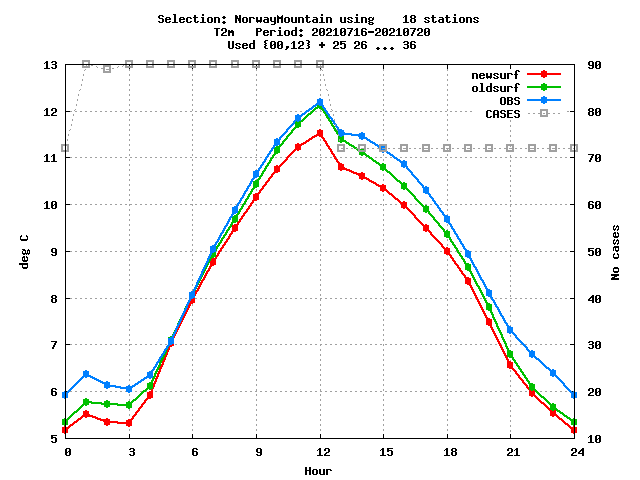 Selection: NorwayMountain using    18 stations
T2m   Period: 20210716-20210720
Used {00,12} + 25 26 ... 36
newsurf
oldsurf
OBS
CASES
13
12
11
10
9
8
7
6
5
90
80
70
60
50
40
30
20
10
deg C
No cases
0 3 6 9 12 15 18 21 24
Hour